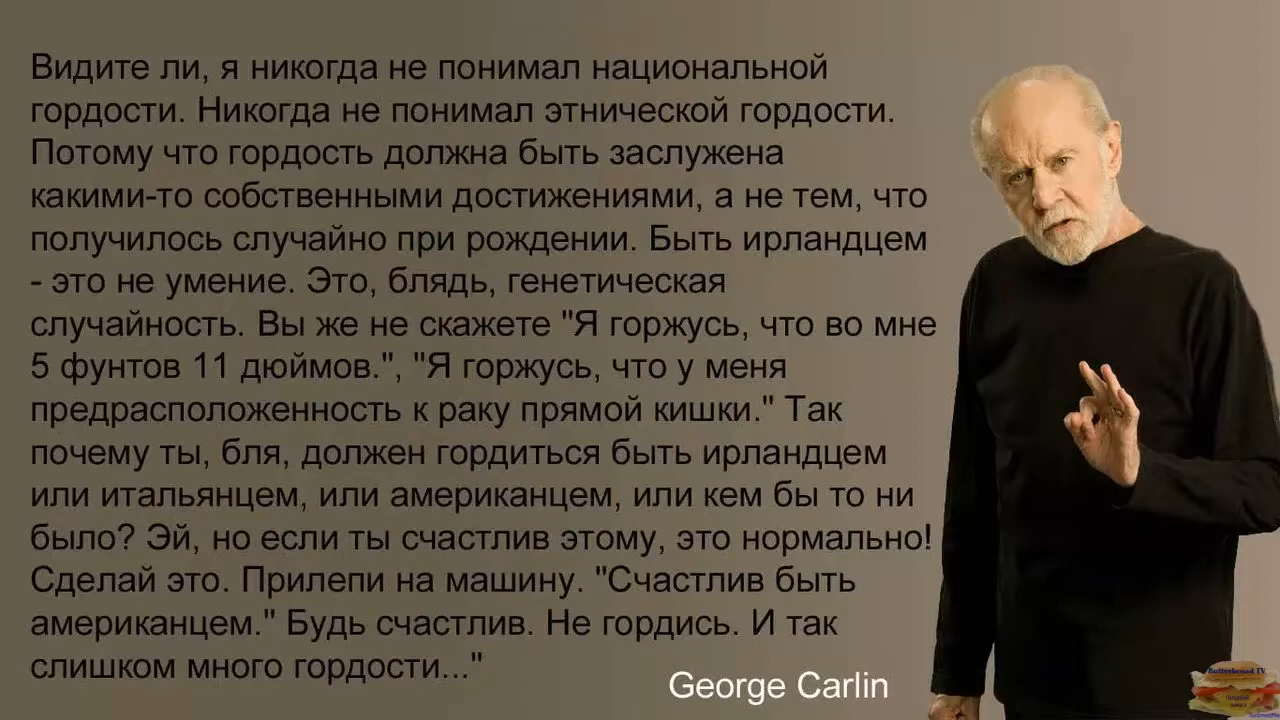 Видите ли, я никогда не понимал национальной
гордости. Никогда не понимал этнической гордости.
Потому что гордость должна быть заслужена
какими-то собственными достижениями, а не тем, что
получилось случайно при рождении. Быть ирландцем
- это не умение. Это, блядь, генетическая
случайность. Вы же не скажете "Я горжусь, что во мне
5 фунтов 11 дюймов.", "Я горжусь, что у меня
предрасположенность к раку прямой кишки." Так
почему ты, бля, должен гордиться быть ирландцем
или итальянцем, или американцем, или кем бы то ни
было? Эй, но если ты счастлив этому, это нормально!
Сделай это. Прилепи на машину. "Счастлив быть
американцем." Будь счастлив. Не гордись. И так
слишком много гордости..."
George Carlin